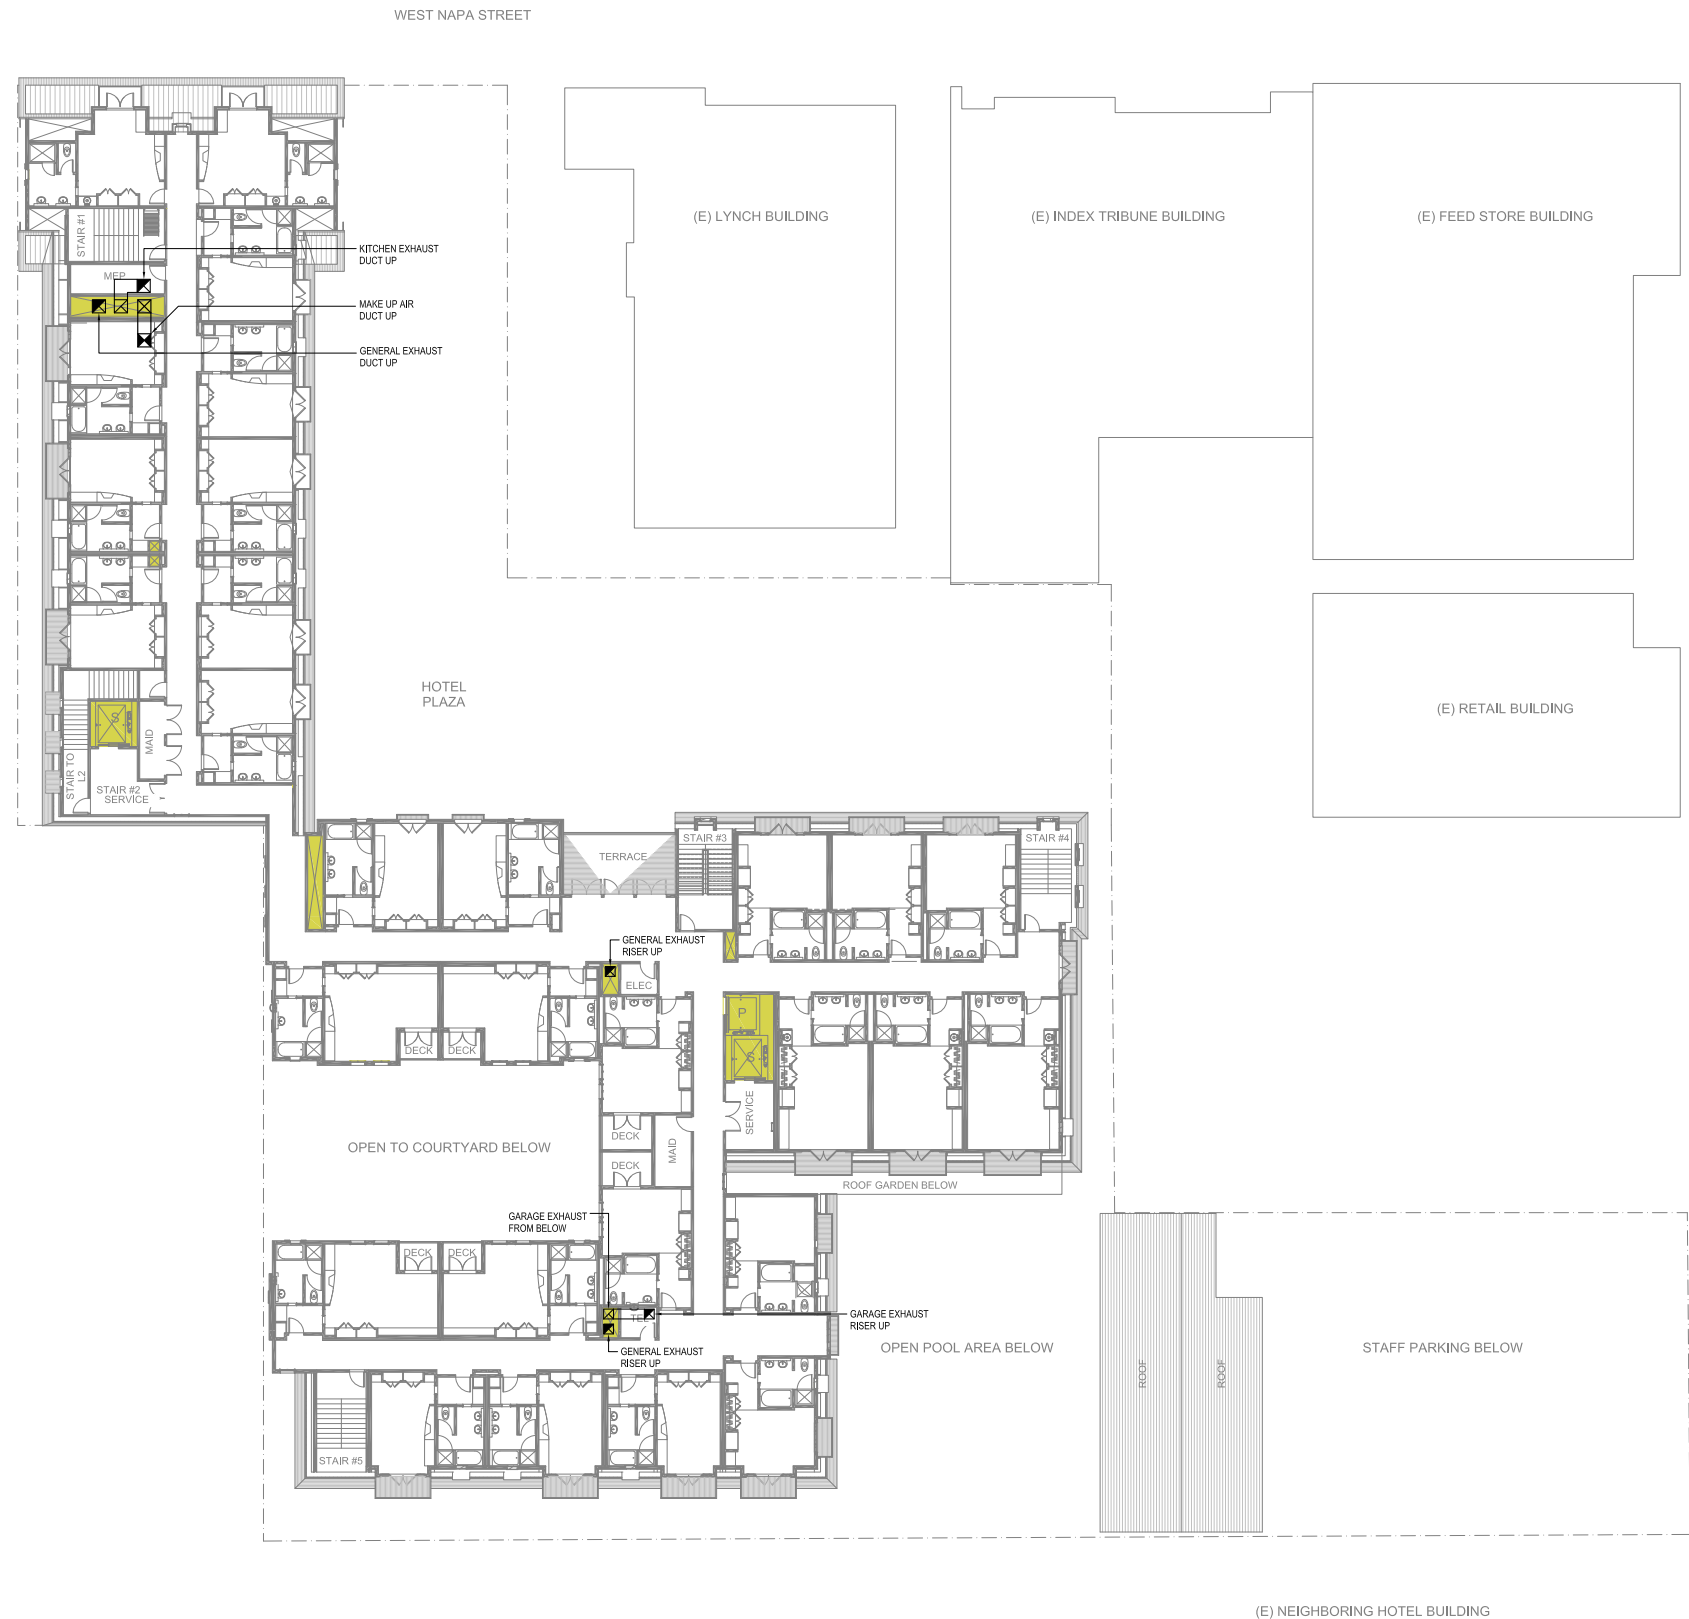 WEST NAPA STREET
(E) LYNCH BUILDING
(E) INDEX TRIBUNE BUILDING
(E) FEED STORE BUILDING
STAIR #1
KITCHEN EXHAUST
DUCT UP
MEP
MAKE UP AIR
DUCT UP
GENERAL EXHAUST
DUCT UP
HOTEL
PLAZA
(E) RETAIL BUILDING
S
MAID
STAIR TO
L2
STAIR #2
SERVICE
STAIR #3
STAIR #4
TERRACE
GENERAL EXHAUST
RISER UP
ELEC
P
S
DECK
DECK
SERVICE
DECK
MAID
OPEN TO COURTYARD BELOW
DECK
ROOF GARDEN BELOW
GARAGE EXHAUST
FROM BELOW
DECK
DECK
TEL
GARAGE EXHAUST
RISER UP
GENERAL EXHAUST
RISER UP
OPEN POOL AREA BELOW
STAFF PARKING BELOW
ROOF
ROOF
STAIR #5
(E) NEIGHBORING HOTEL BUILDING